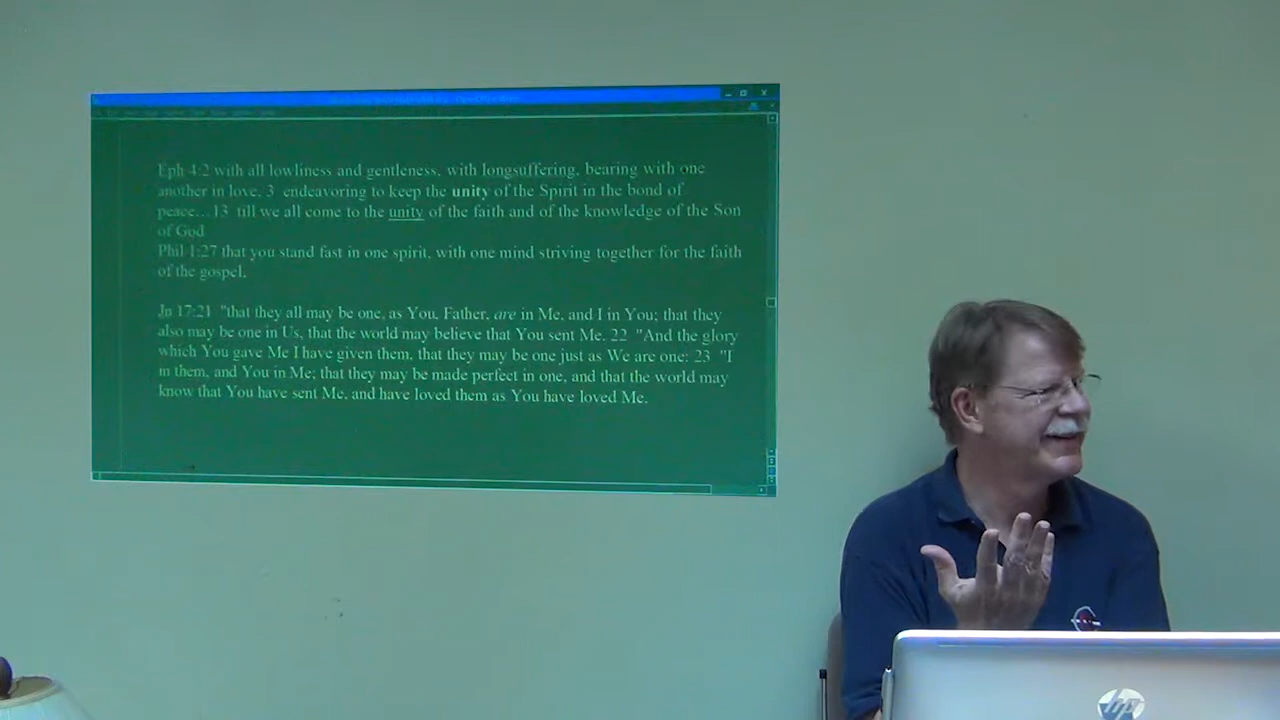 Eph 4:2 with all lowliness and gentleness, with longsuffering, bearing with one
another in love, 3 endeavoring to keep the unity of the Spirit in the bond of
peace...13 till we all come to the unity of the faith and of the knowledge of the Son
of God
Phil 1:27 that you stand fast in one spirit, with one mind striving together for the faith
of the gospel,
Jn 17:21 "that they all may be one, as You, Father, are in Me, and I in You; that they
also may be one in Us, that the world may believe that You sent Me. 22 "And the glory
which You gave Me I have given them, that they may be one just as We are one: 23 "I
in them, and You in Me; that they may be made perfect in one, and that the world may
know that You have sent Me, and have loved them as You have loved Me.
hp